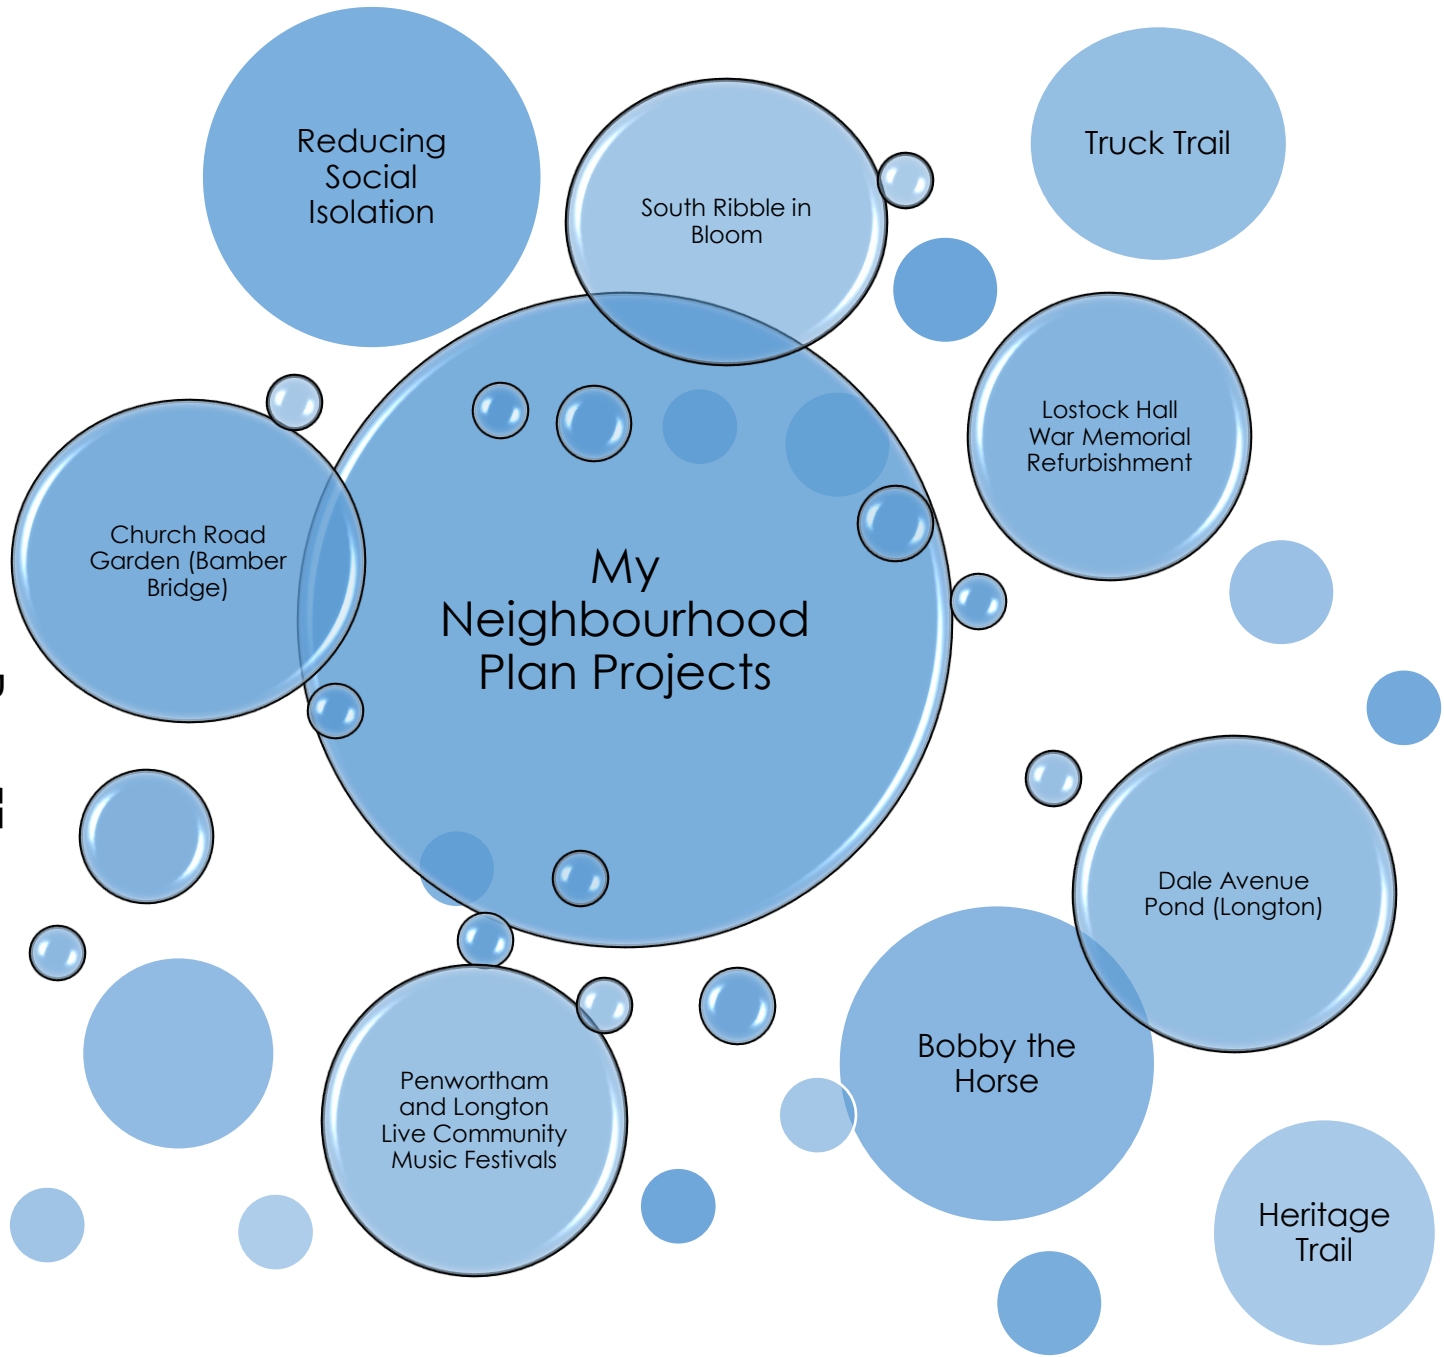 Reducing
Social
Isolation
South Ribble in
Bloom
Truck Trail
Lostock Hall
War Memorial
Refurbishment
Church Road
Garden (Bamber
Bridge)
My
Neighbourhood
Plan Projects
Dale Avenue
Pond (Longton)
Bobby the
Horse
Penwortham
and Longton
Live Community
Music Festivals
Heritage
Trail